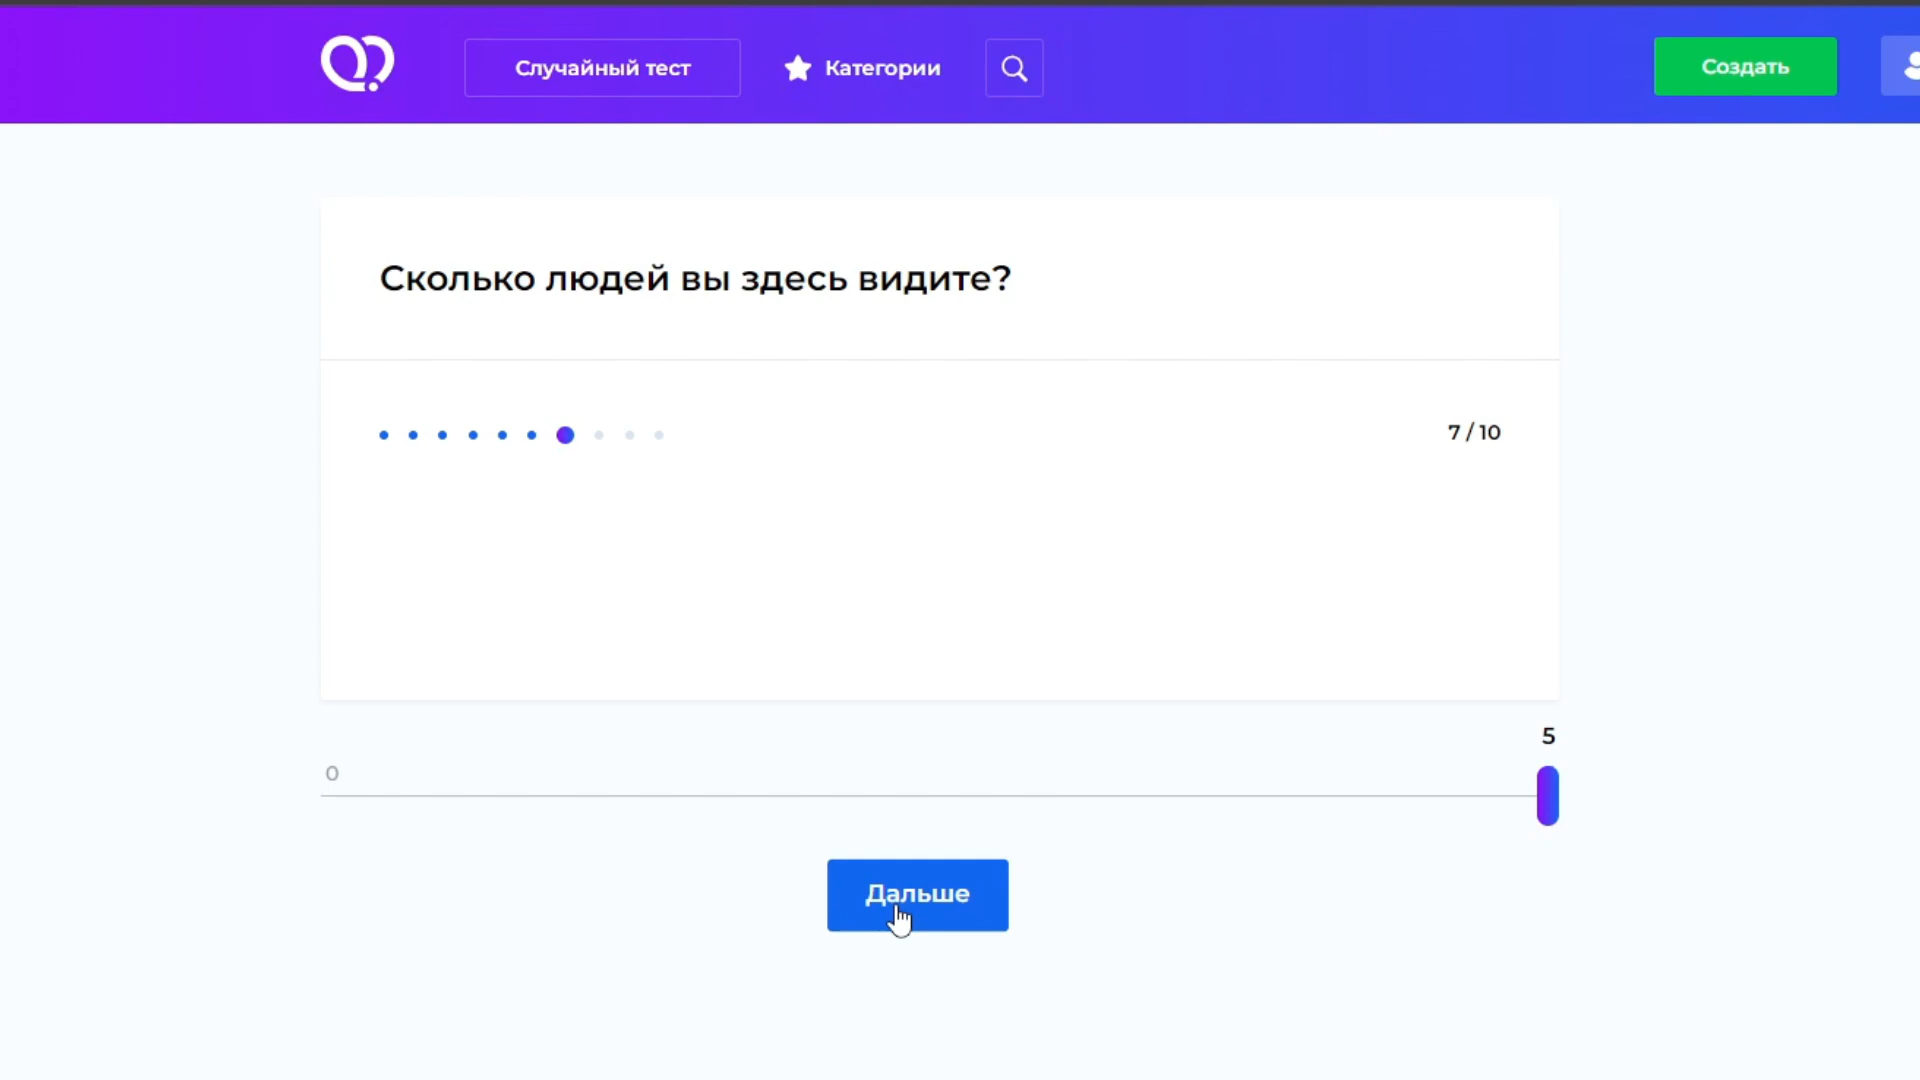 Случайный тест
Категории
Создать
Сколько людей вы здесь видите?
7 / 10
5
0
Дальше